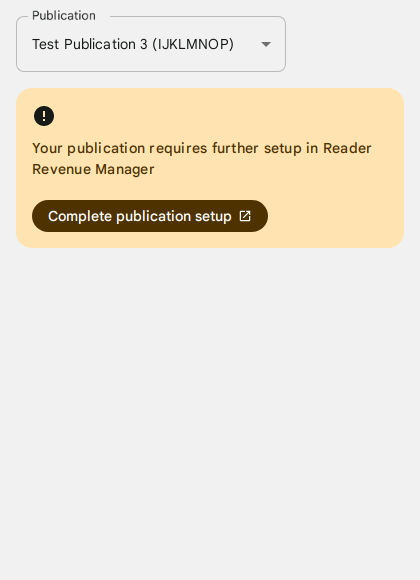 Publication
Test Publication 3 (IJKLMNOP)
Your publication requires further setup in Reader
Revenue Manager
Complete publication setup